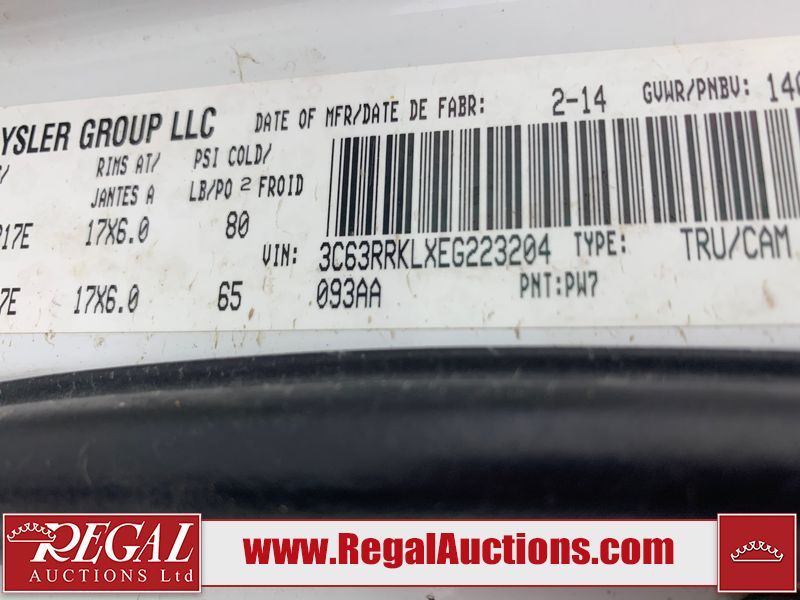 YSLER GROUP LLC DATE OF MFR/DATE DE FABR: 2-14 GVWR/PNBV:
RIMS AT/ PSI COLD/
JANTES A LB/PO 2 FROID
17E 17X6.0 80
VIN: 3C63RRKLXEG223204 TYPE: TRU/CAM
7E 17X6.0 65 093AA PNT:PW7
REGAL
AUCTIONS Ltd
www.RegalAuctions.com